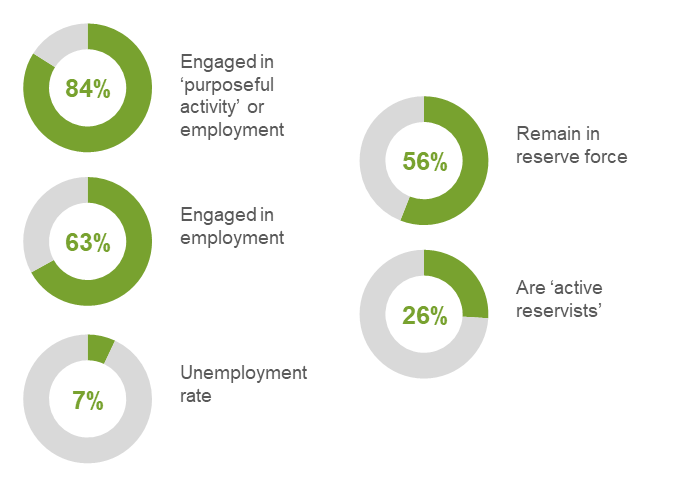 84%
Engaged in
‘purposeful
activity’ or
employment
63%
Engaged in
employment
7%
Unemployment
rate
56%
Remain in
reserve force
26%
Are ‘active
reservists’